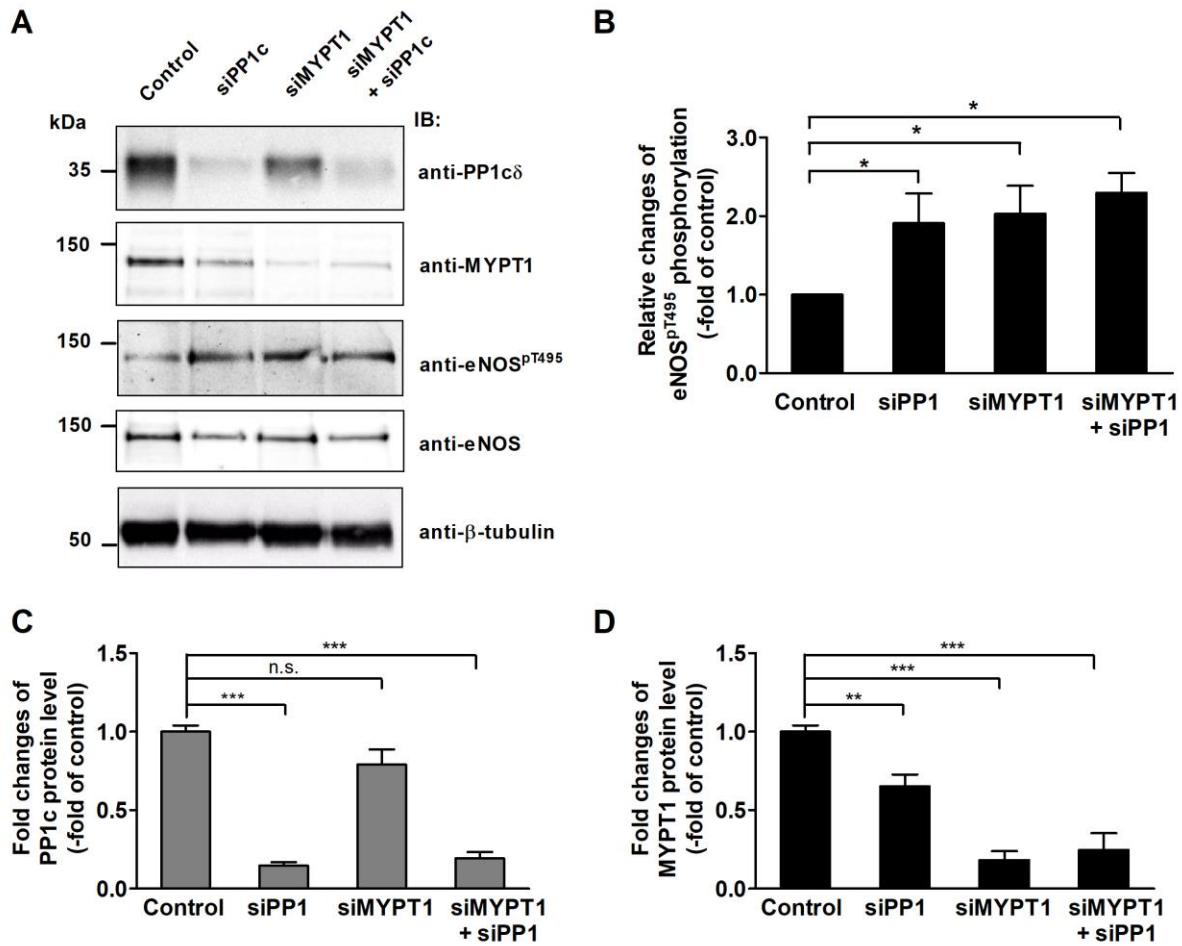 A
Control
siPP1c
siMYPT1
siMYPT1
+ siPP1c
kDa
IB:
35
anti-PP1cδ
150
anti-MYPT1
150
anti-eNOSpT495
150
anti-eNOS
50
anti-β-tubulin
B
Relative changes of
eNOSpT495 phosphorylation
(-fold of control)
3.0
2.0
1.0
0.0
*
*
*
Control
siPP1
siMYPT1
siMYPT1
+ siPP1
C
Fold changes of
PP1c protein level
(-fold of control)
1.5
1.0
0.5
0.0
***
n.s.
***
Control
siPP1
siMYPT1
siMYPT1
+ siPP1
D
Fold changes of
MYPT1 protein level
(-fold of control)
1.5
1.0
0.5
0.0
***
***
**
Control
siPP1
siMYPT1
siMYPT1
+ siPP1